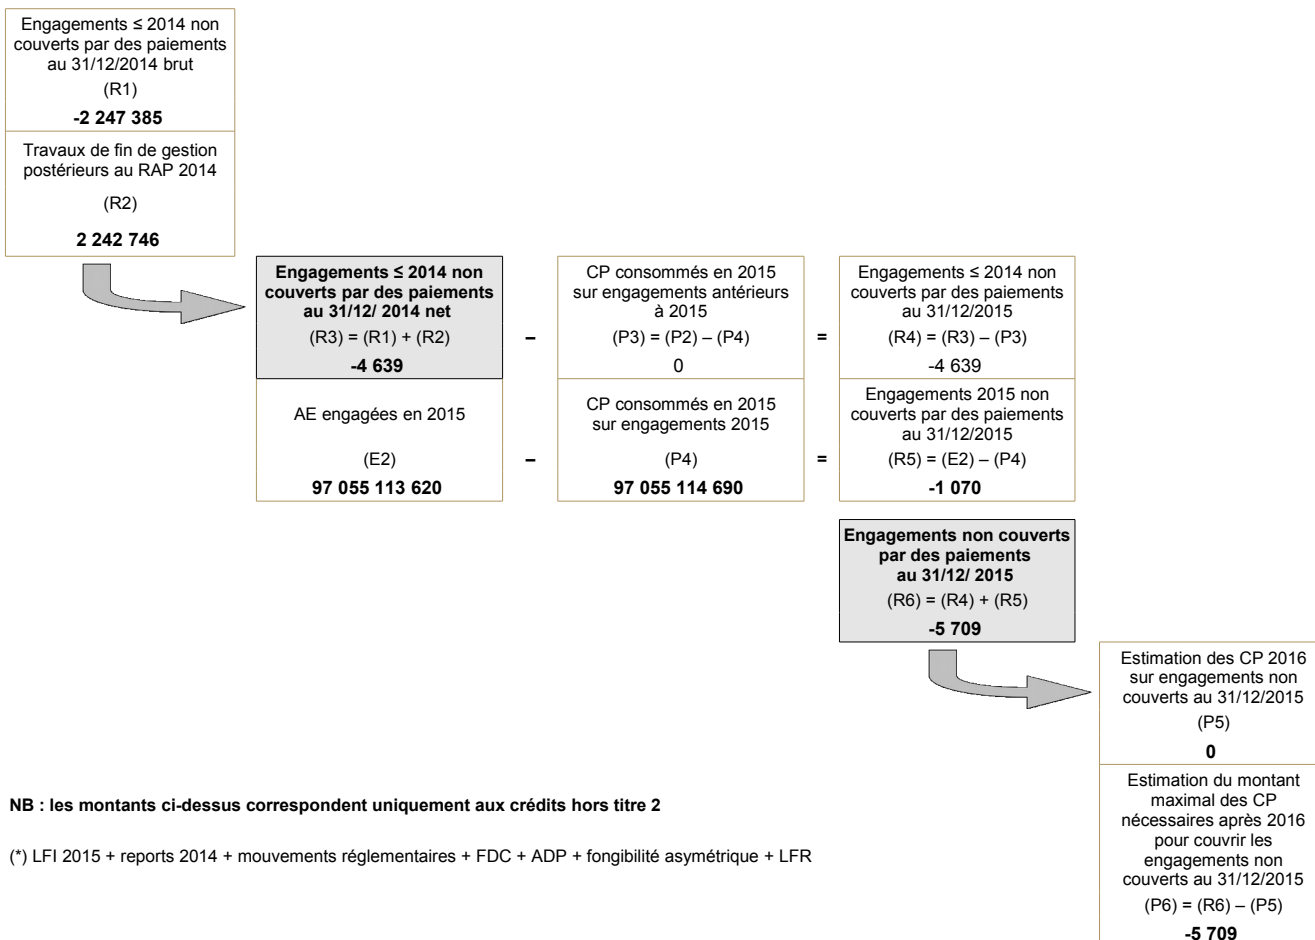 Engagements ≤ 2014 non
couverts par des paiements
au 31/12/2014 brut
(R1)
-2 247 385
Travaux de fin de gestion
postérieurs au RAP 2014
(R2)
2 242 746
Engagements ≤ 2014 non
couverts par des paiements
au 31/12/ 2014 net
(R3) = (R1) + (R2)
-4 639
–
CP consommés en 2015
sur engagements antérieurs
à 2015
(P3) = (P2) – (P4)
0
=
Engagements ≤ 2014 non
couverts par des paiements
au 31/12/2015
(R4) = (R3) – (P3)
-4 639
AE engagées en 2015
(E2)
97 055 113 620
–
CP consommés en 2015
sur engagements 2015
(P4)
97 055 114 690
=
Engagements 2015 non
couverts par des paiements
au 31/12/2015
(R5) = (E2) – (P4)
-1 070
Engagements non couverts
par des paiements
au 31/12/ 2015
(R6) = (R4) + (R5)
-5 709
Estimation des CP 2016
sur engagements non
couverts au 31/12/2015
(P5)
0
Estimation du montant
maximal des CP
nécessaires après 2016
pour couvrir les
engagements non
couverts au 31/12/2015
(P6) = (R6) – (P5)
-5 709
NB : les montants ci-dessus correspondent uniquement aux crédits hors titre 2
(*) LFI 2015 + reports 2014 + mouvements réglementaires + FDC + ADP + fongibilité asymétrique + LFR